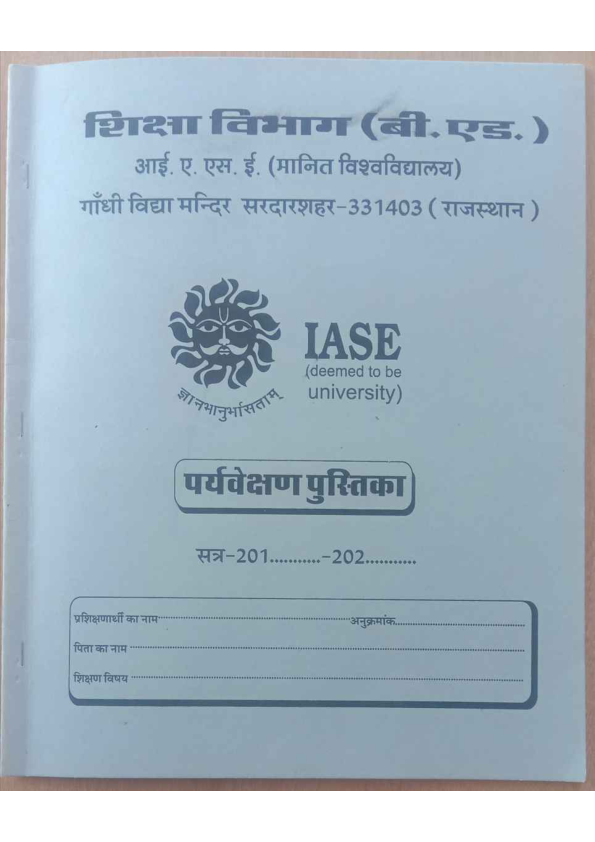 शिक्षा विभाग (बी. एड. )
आई. ए. एस. ई. (मानित विश्वविद्यालय)
गाँधी विद्या मन्दिर सरदारशहर-331403 ( राजस्थान )
IASE
(deemed to be
university)
ज्ञानभानुर्भासताम्
पर्यवेक्षण पुस्तिका
सत्र-201...........-202...........
प्रशिक्षणार्थी का नाम....................अनुक्रमांक....................
पिता का नाम....................
शिक्षण विषय....................